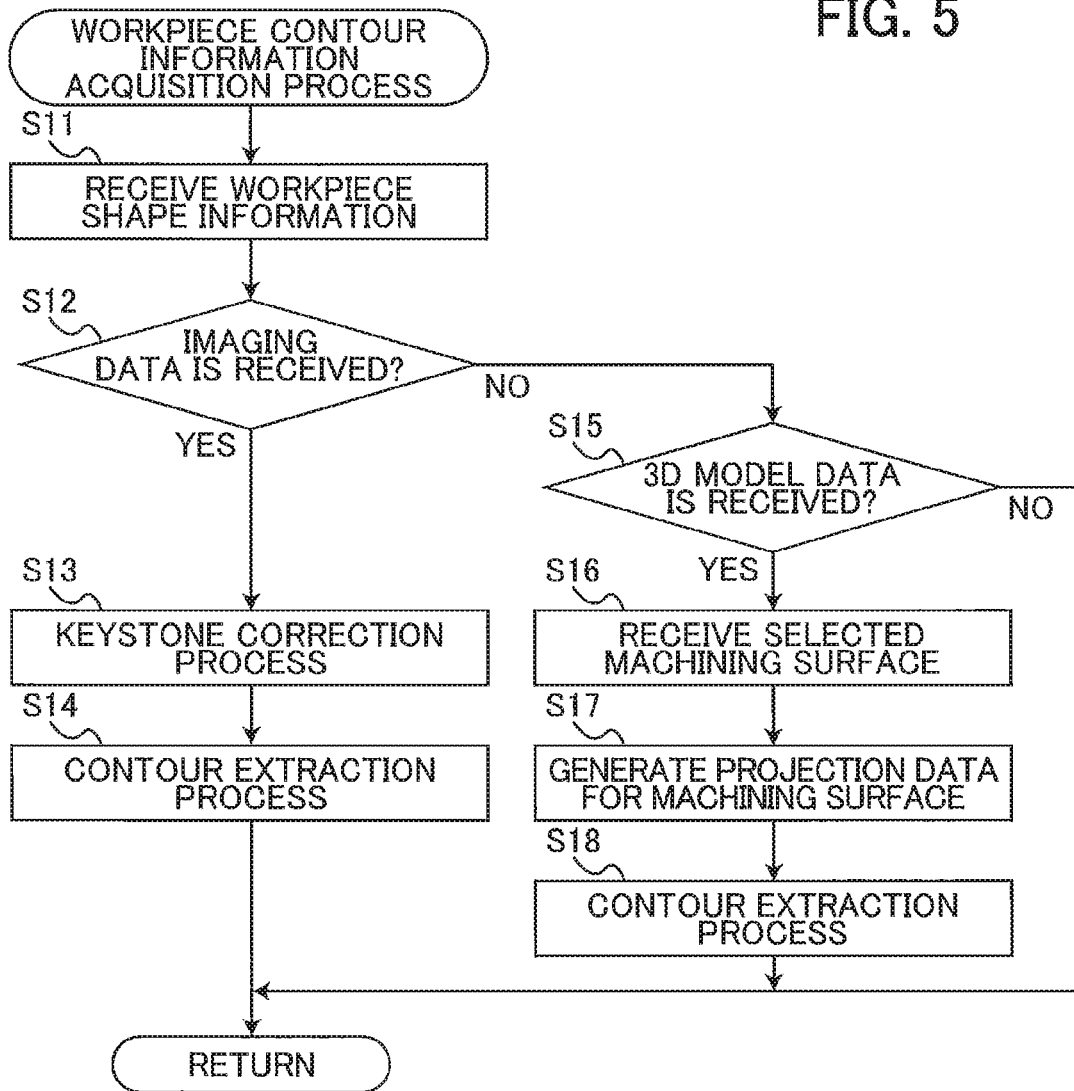 FIG. 5
WORKPIECE CONTOUR
INFORMATION
ACQUISITION PROCESS
S11
RECEIVE WORKPIECE
SHAPE INFORMATION
S12
IMAGING
DATA IS RECEIVED?
NO
YES
S15
3D MODEL DATA
IS RECEIVED?
NO
YES
S13
KEYSTONE CORRECTION
PROCESS
S14
CONTOUR EXTRACTION
PROCESS
S16
RECEIVE SELECTED
MACHINING SURFACE
S17
GENERATE PROJECTION DATA
FOR MACHINING SURFACE
S18
CONTOUR EXTRACTION
PROCESS
RETURN